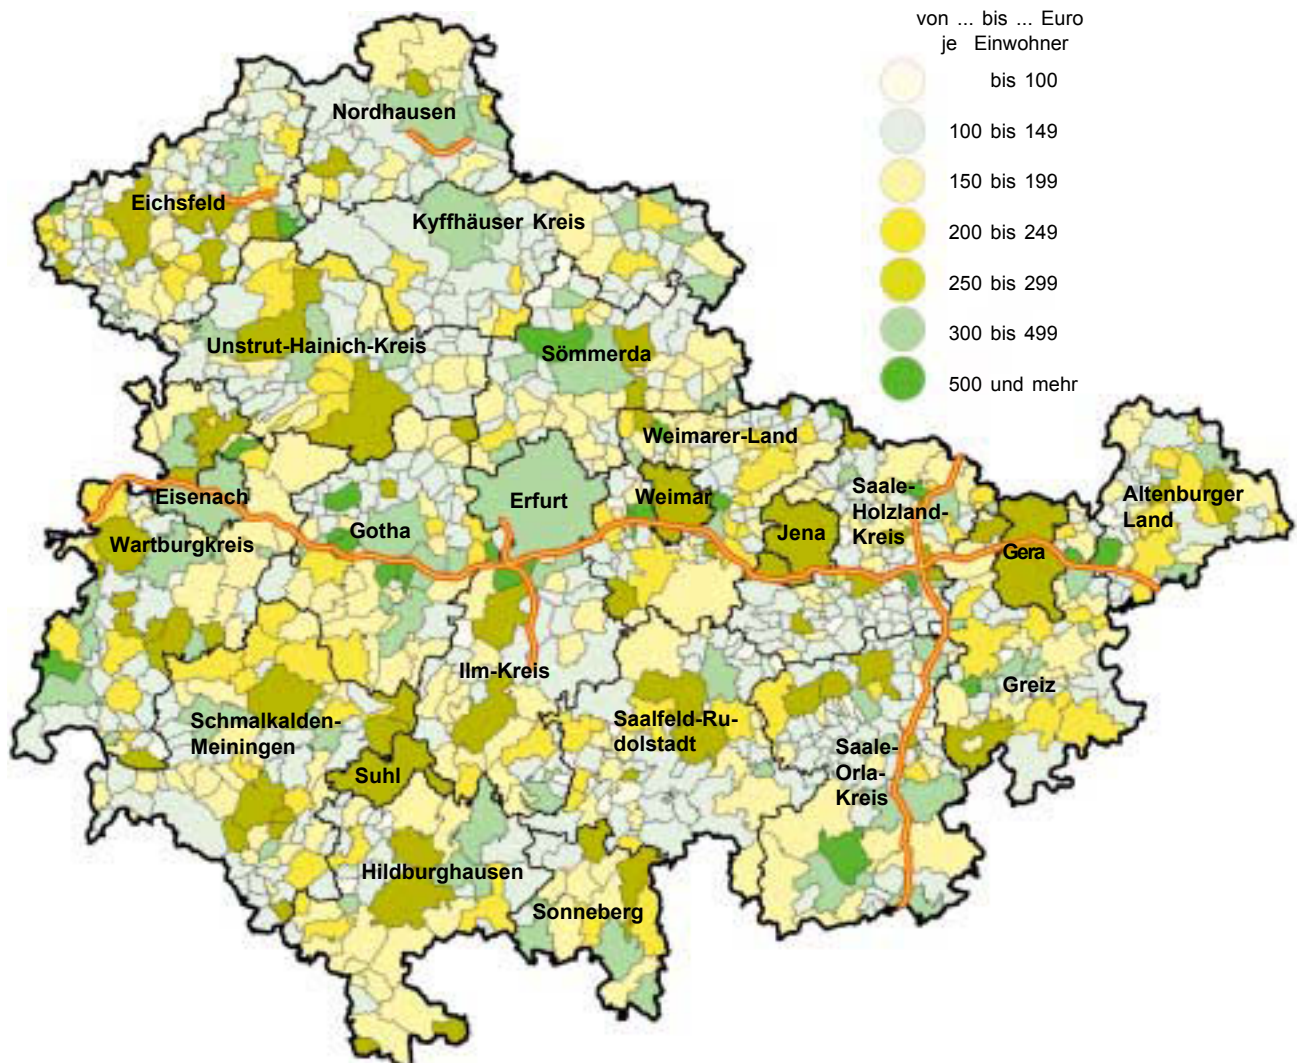 von ... bis ... Euro
je Einwohner
bis 100
100 bis 149
150 bis 199
200 bis 249
250 bis 299
300 bis 499
500 und mehr
Nordhausen
Eichsfeld
Kyffhäuser Kreis
Unstrut-Hainich-Kreis
Sömmerda
Weimarer-Land
Eisenach
Erfurt
Weimar
Saale-
Holzland-
Kreis
Altenburger
Land
Gotha
Jena
Wartburgkreis
Gera
Ilm-Kreis
Greiz
Schmalkalden-
Meiningen
Saalfeld-Ru-
dolstadt
Saale-
Orla-
Kreis
Suhl
Hildburghausen
Sonneberg